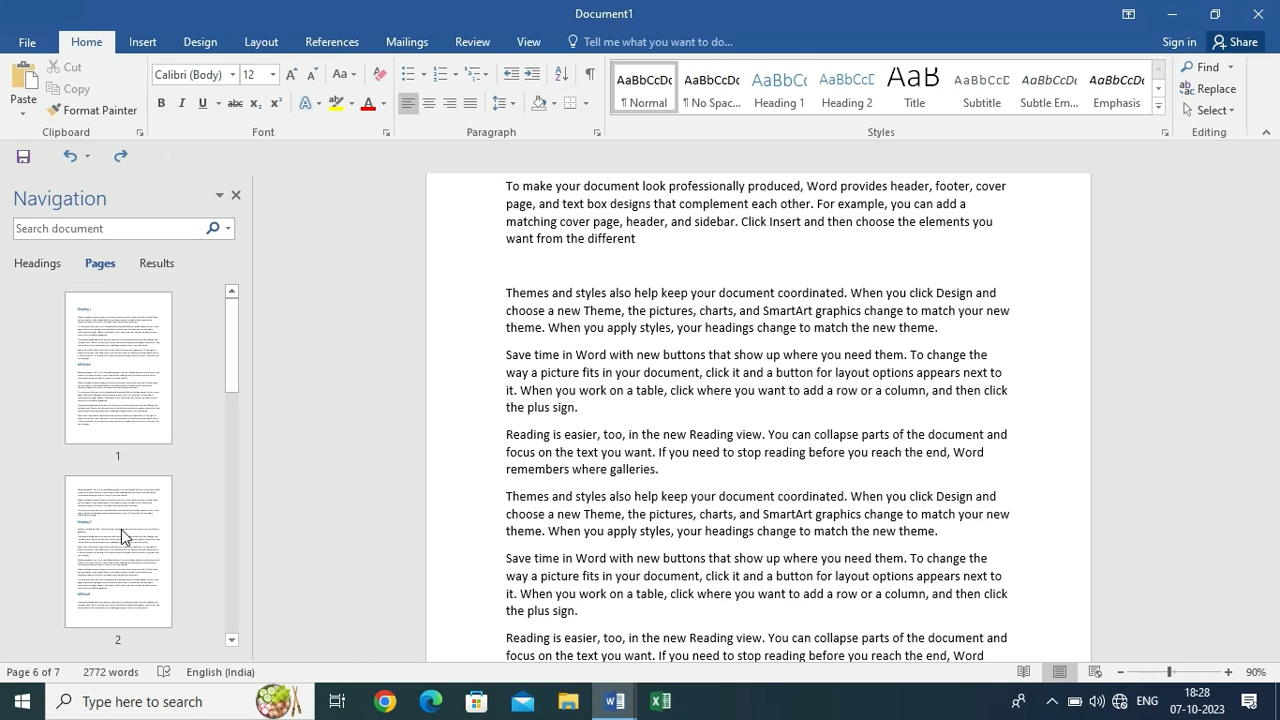 Document1
File Home Insert Design Layout References Mailings Review View Tell me what you want to do... Sign in Share
Paste
Cut
Copy
Format Painter
Clipboard
Calibri (Body) 12
Font
Paragraph
AaBbCcDc AaBbCcDc AaBbCc AaBbCcD AaB AaBbCcD AaBbCcDc AaBbCcDc
¶ Normal ¶ No Spac... Heading 1 Heading 2 Title Subtitle Subtle Em... Emphasis
Styles
Find
Replace
Select
Editing
Navigation
Search document
Headings Pages Results
1
2
To make your document look professionally produced, Word provides header, footer, cover
page, and text box designs that complement each other. For example, you can add a
matching cover page, header, and sidebar. Click Insert and then choose the elements you
want from the different
Themes and styles also help keep your document coordinated. When you click Design and
choose a new Theme, the pictures, charts, and SmartArt graphics change to match your new
theme. When you apply styles, your headings change to match the new theme.
Save time in Word with new buttons that show up where you need them. To change the
way a picture fits in your document, click it and a button for layout options appears next to
it. When you work on a table, click where you want to add a row or a column, and then click
the plus sign.
Reading is easier, too, in the new Reading view. You can collapse parts of the document and
focus on the text you want. If you need to stop reading before you reach the end, Word
remembers where galleries.
Themes and styles also help keep your document coordinated. When you click Design and
choose a new Theme, the pictures, charts, and SmartArt graphics change to match your new
theme. When you apply styles, your headings change to match the new theme.
Save time in Word with new buttons that show up where you need them. To change the
way a picture fits in your document, click it and a button for layout options appears next to
it. When you work on a table, click where you want to add a row or a column, and then click
the plus sign.
Reading is easier, too, in the new Reading view. You can collapse parts of the document and
focus on the text you want. If you need to stop reading before you reach the end, Word
Page 6 of 7 2772 words English (India) 90%
Type here to search
ENG
18:28
07-10-2023